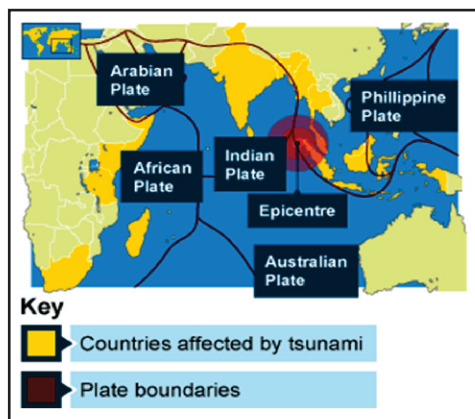 Arabian
Plate
Phillippine
Plate
African
Plate
Indian
Plate
Epicentre
Australian
Plate
Key
Countries affected by tsunami
Plate boundaries